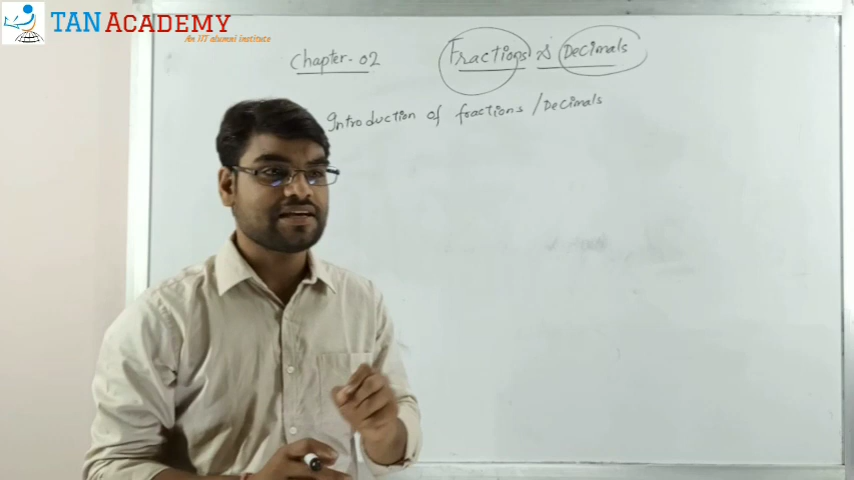 TAN ACADEMY
An IIT alumni institute
Chapter-02 Fractions & Decimals
Introduction of fractions / Decimals